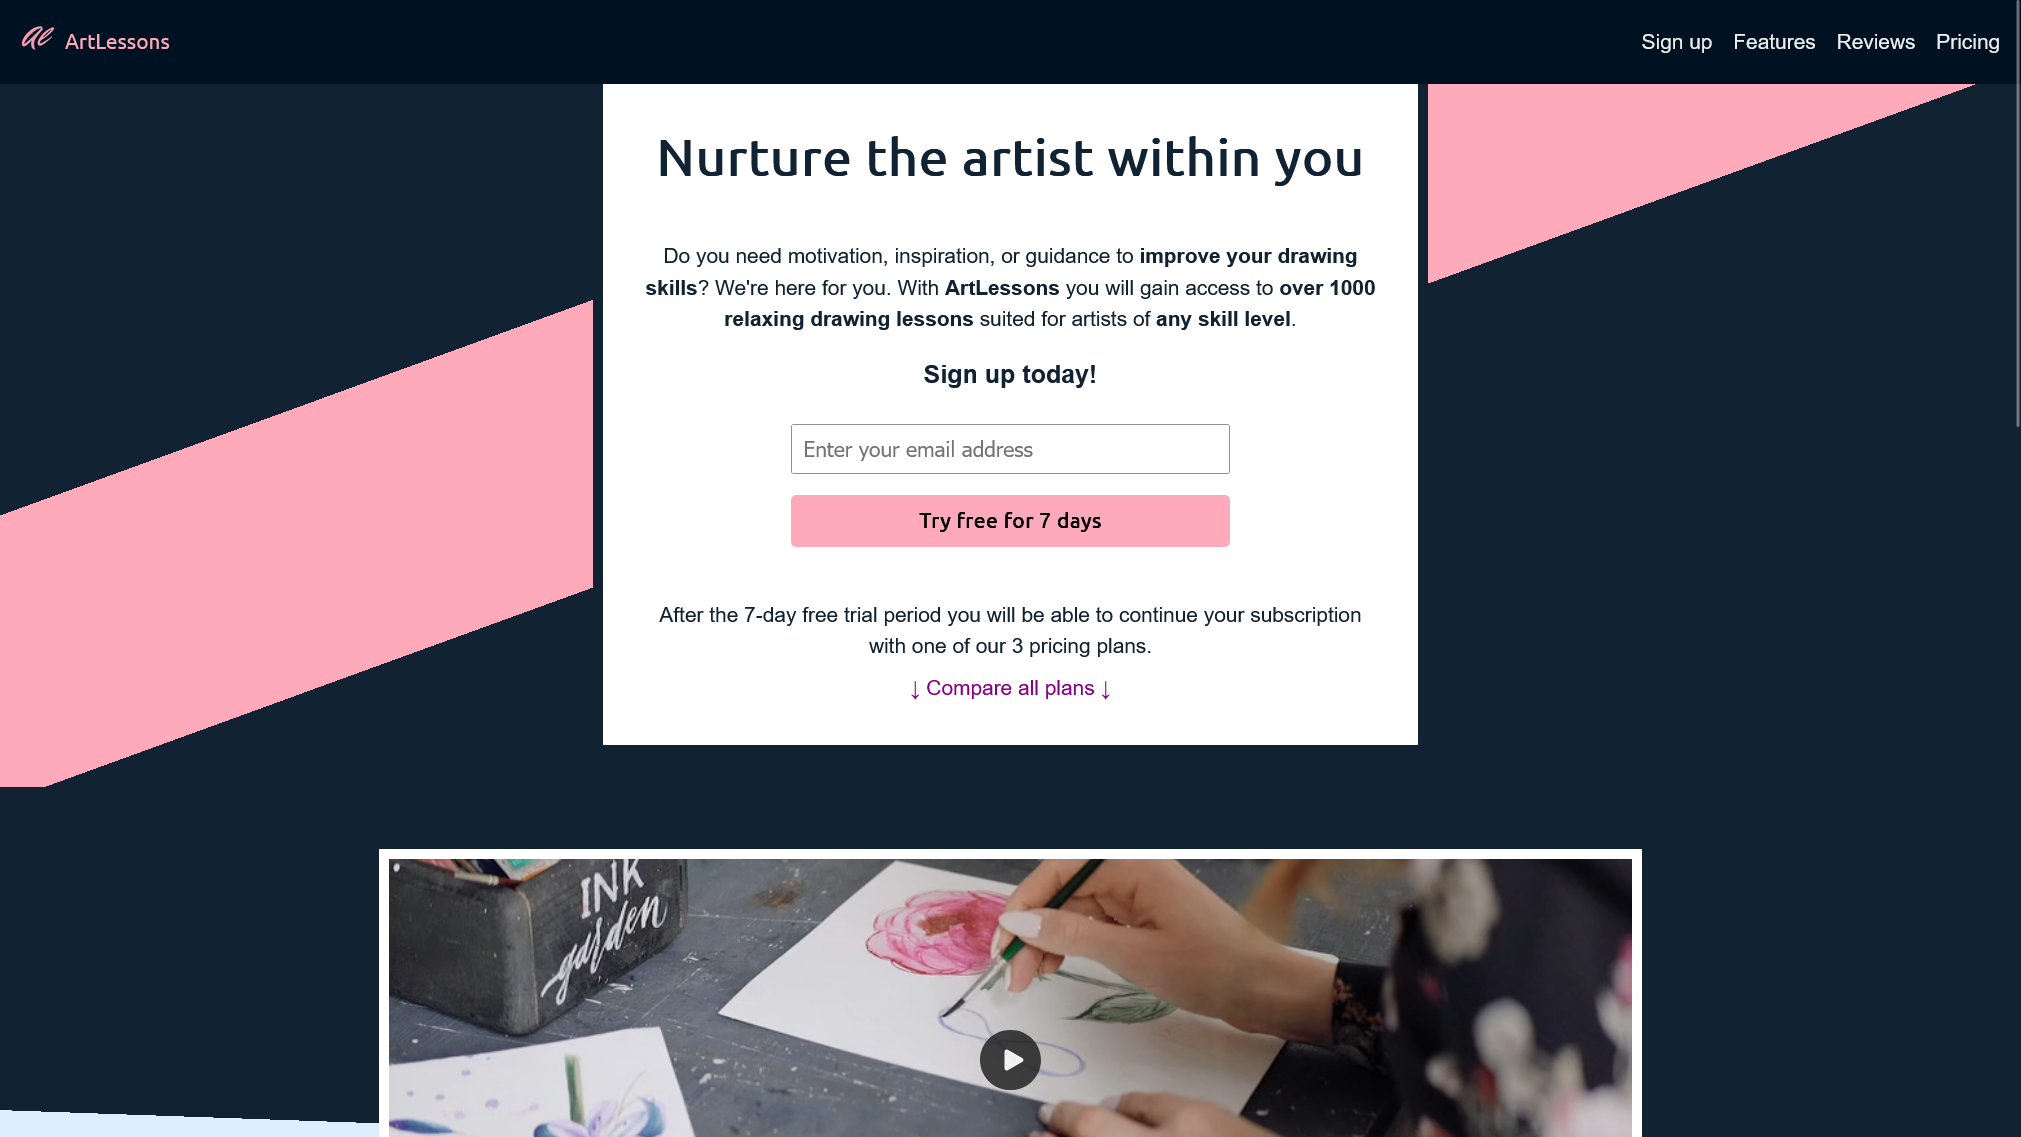 al ArtLessons
Sign up Features Reviews Pricing
Nurture the artist within you
Do you need motivation, inspiration, or guidance to improve your drawing
skills? We're here for you. With ArtLessons you will gain access to over 1000
relaxing drawing lessons suited for artists of any skill level.
Sign up today!
Enter your email address
Try free for 7 days
After the 7-day free trial period you will be able to continue your subscription
with one of our 3 pricing plans.
↓ Compare all plans ↓
INK
garden